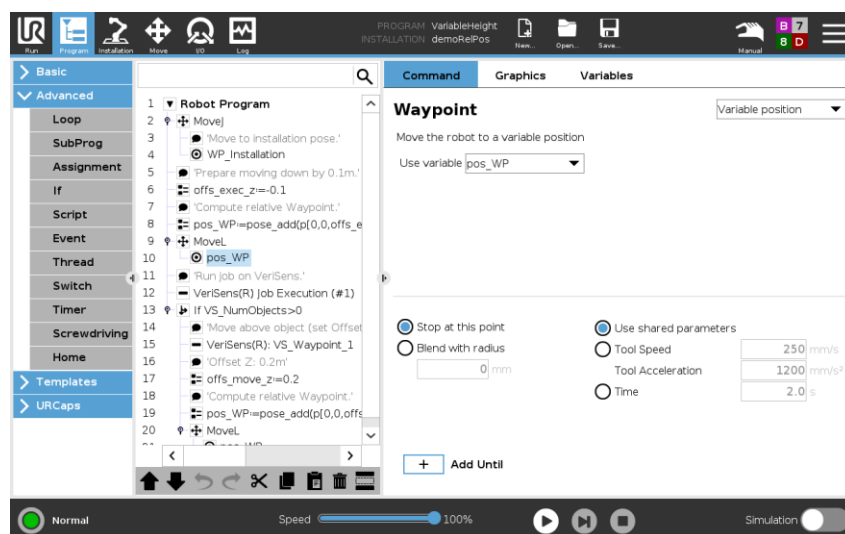 PROGRAM VariableHeight
INSTALLATION demoRelPos
Run Program Installation Move I/O Log New... Open... Save... Manual
B 7
8 D
Basic
Advanced
Loop
SubProg
Assignment
If
Script
Event
Thread
Switch
Timer
Screwdriving
Home
Templates
URCaps
1 Robot Program
2 MoveJ
3 'Move to installation pose.'
4 WP_Installation
5 'Prepare moving down by 0.1m.'
6 offs_exec_z:=-0.1
7 'Compute relative Waypoint.'
8 pos_WP:=pose_add(p[0,0,offs_e
9 MoveL
10 pos_WP
11 'Run job on VeriSens.'
12 VeriSens(R) Job Execution (#1)
13 If VS_NumObjects>0
14 'Move above object (set Offset
15 VeriSens(R): VS_Waypoint_1
16 'Offset Z: 0.2m'
17 offs_move_z:=0.2
18 'Compute relative Waypoint.'
19 pos_WP:=pose_add(p[0,0,offs
20 MoveL
Command Graphics Variables
Waypoint
Variable position
Move the robot to a variable position
Use variable pos_WP
Stop at this point
Blend with radius
0 mm
Use shared parameters
Tool Speed 250 mm/s
Tool Acceleration 1200 mm/s²
Time 2.0 s
+ Add Until
Normal
Speed 100%
Simulation